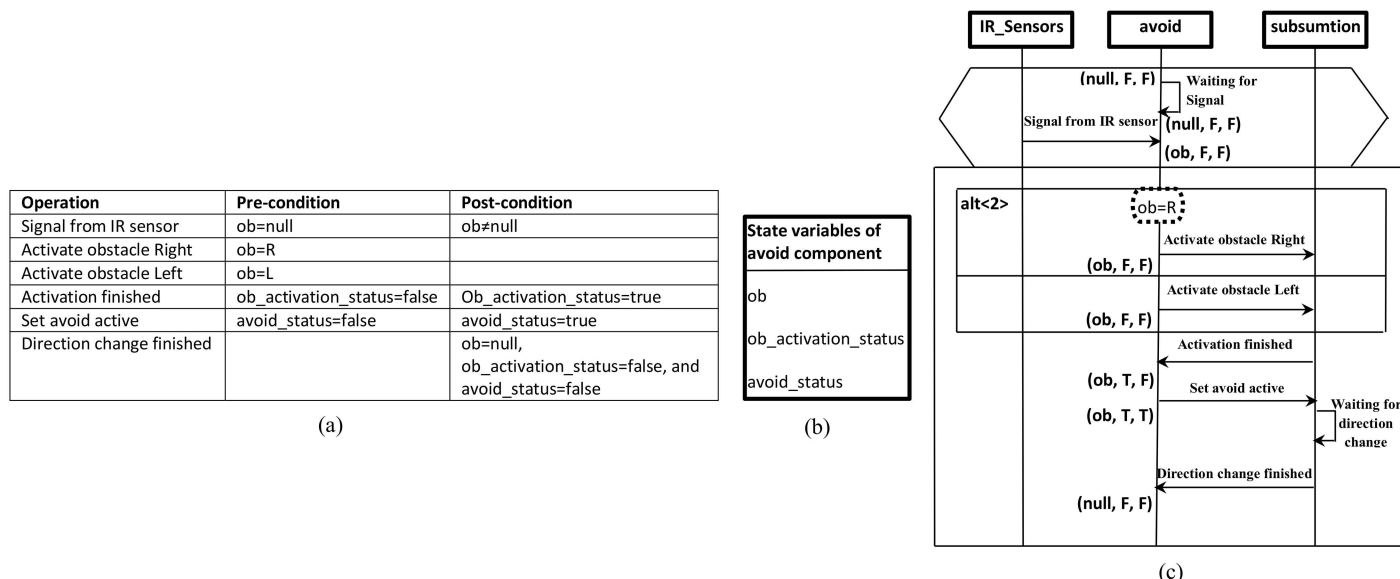 Operation Pre-condition Post-condition
Signal from IR sensor ob=null ob≠null
Activate obstacle Right ob=R
Activate obstacle Left ob=L
Activation finished ob_activation_status=false Ob_activation_status=true
Set avoid active avoid_status=false avoid_status=true
Direction change finished ob=null,
ob_activation_status=false, and
avoid_status=false
(a)
State variables of
avoid component
ob
ob_activation_status
avoid_status
(b)
IR_Sensors avoid subsumtion
(null, F, F)
Waiting for
Signal
Signal from IR sensor
(null, F, F)
(ob, F, F)
alt<2>
ob=R
Activate obstacle Right
(ob, F, F)
Activate obstacle Left
(ob, F, F)
Activation finished
(ob, T, F)
Set avoid active
(ob, T, T)
Waiting for
direction
change
Direction change finished
(null, F, F)
(c)